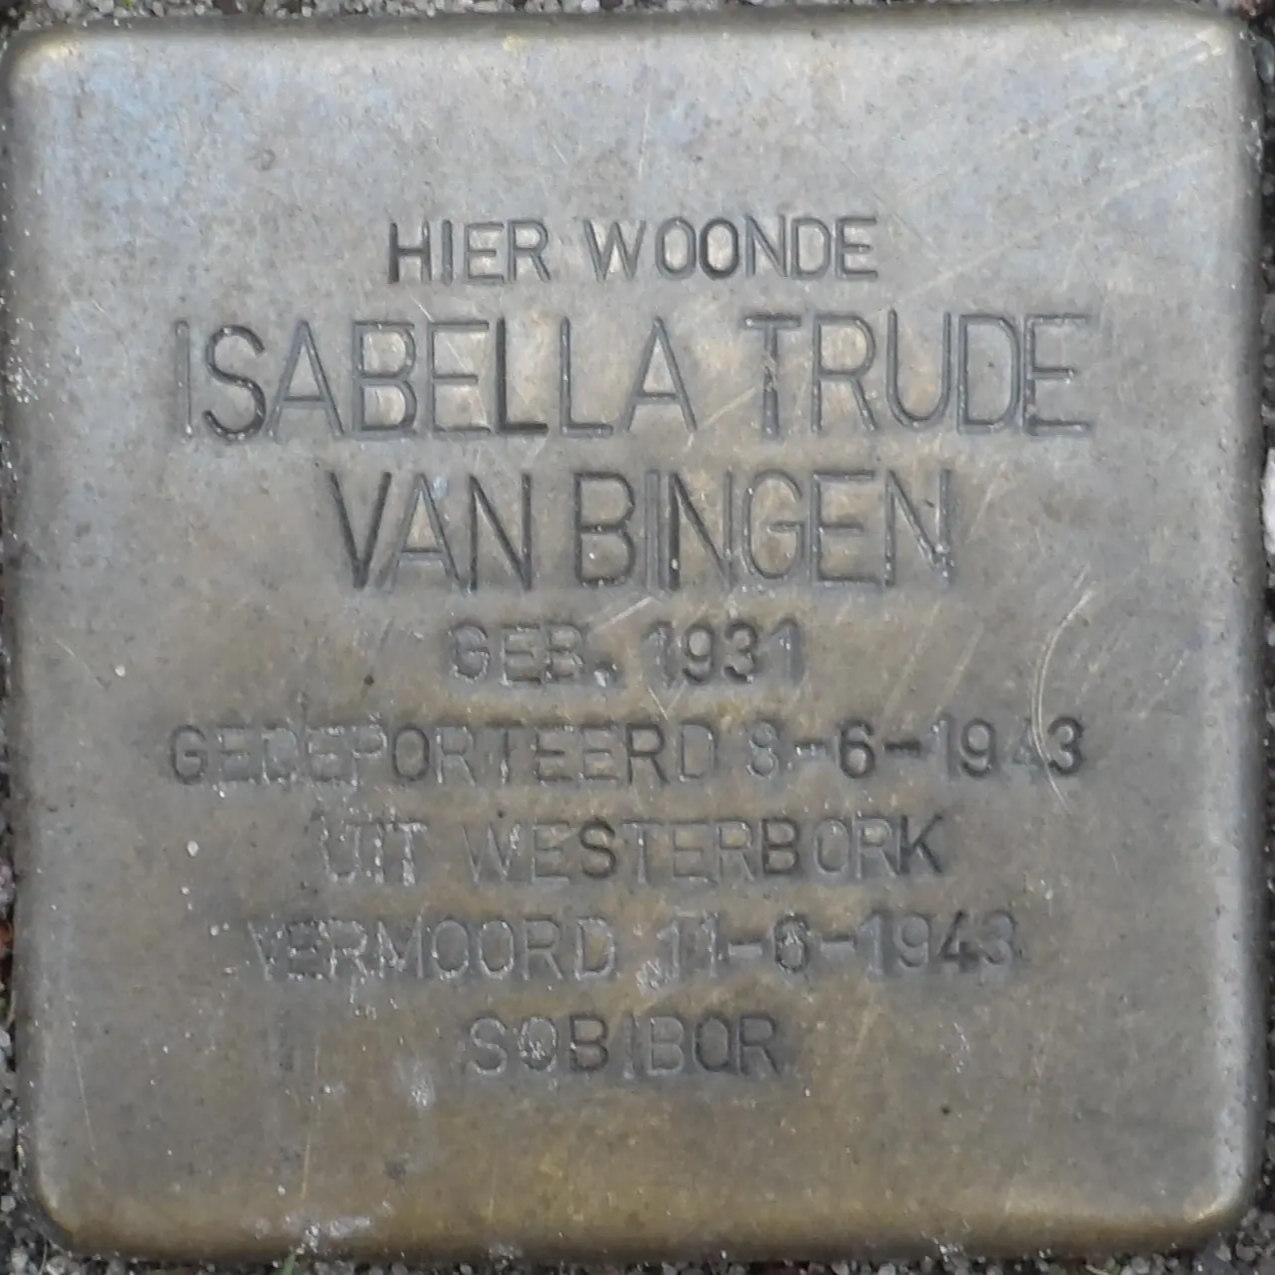 HIER WOONDE
ISABELLA TRUDE
VAN BINGEN
GEB. 1931
GEDEPORTEERD 8-6-1943
UIT WESTERBORK
VERMOORD 11-6-1943
SOBIBOR